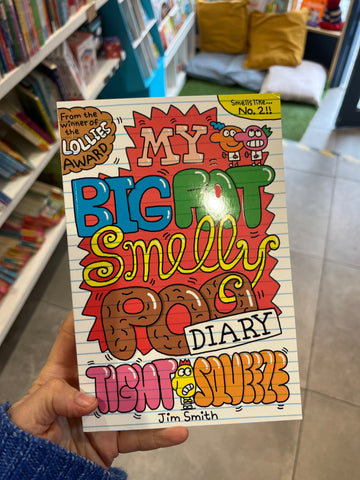 From the
winner of
the
LOLLIES
AWARD
Smells like...
No. 2!!
MY
BIG FAT
Smelly
POO
DIARY
TIGHT SQUEEZE
Jim Smith